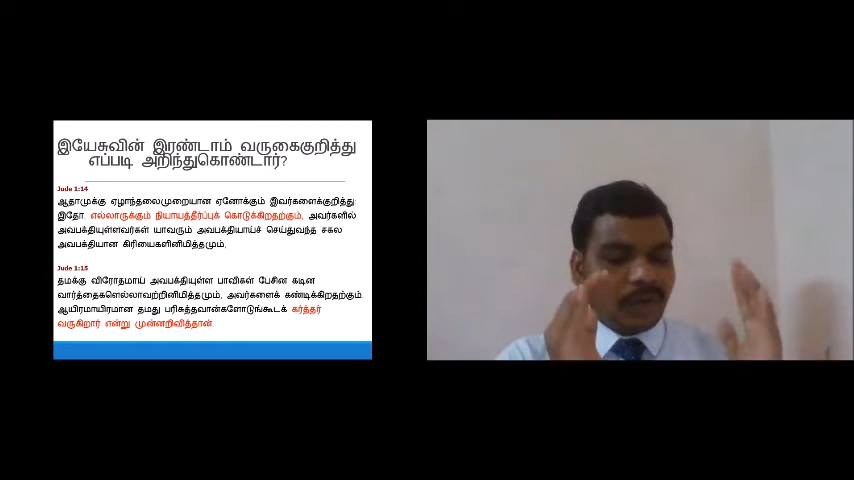 இயேசுவின் இரண்டாம் வருகைகுறித்து
எப்படி அறிந்துகொண்டார்?
Jude 1:14
ஆதாமுக்கு ஏழாந்தலைமுறையான ஏனோக்கும் இவர்களைக்குறித்து:
இதோ, எல்லாருக்கும் நியாயத்தீர்ப்புக் கொடுக்கிறதற்கும், அவர்களில்
அவபக்தியுள்ளவர்கள் யாவரும் அவபக்தியாய்ச் செய்துவந்த சகல
அவபக்தியான கிரியைகளினிமித்தமும்,
Jude 1:15
தமக்கு விரோதமாய் அவபக்தியுள்ள பாவிகள் பேசின கடின
வார்த்தைகளெல்லாவற்றினிமித்தமும், அவர்களைக் கண்டிக்கிறதற்கும்
ஆயிரமாயிரமான தமது பரிசுத்தவான்களோடுங்கூடக் கர்த்தர்
வருகிறார் என்று முன்னறிவித்தான்.